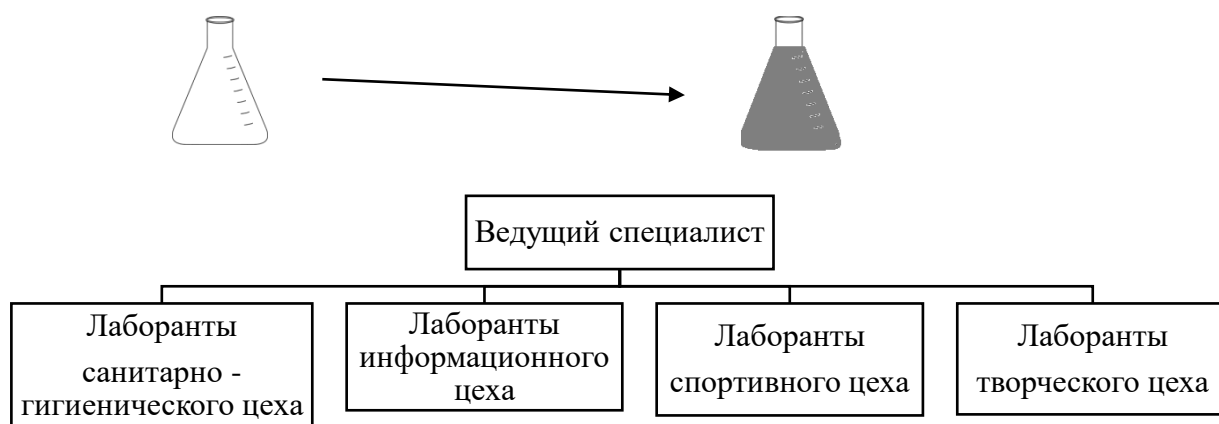 Ведущий специалист
Лаборанты
санитарно -
гигиенического цеха
Лаборанты
информационного
цеха
Лаборанты
спортивного цеха
Лаборанты
творческого цеха